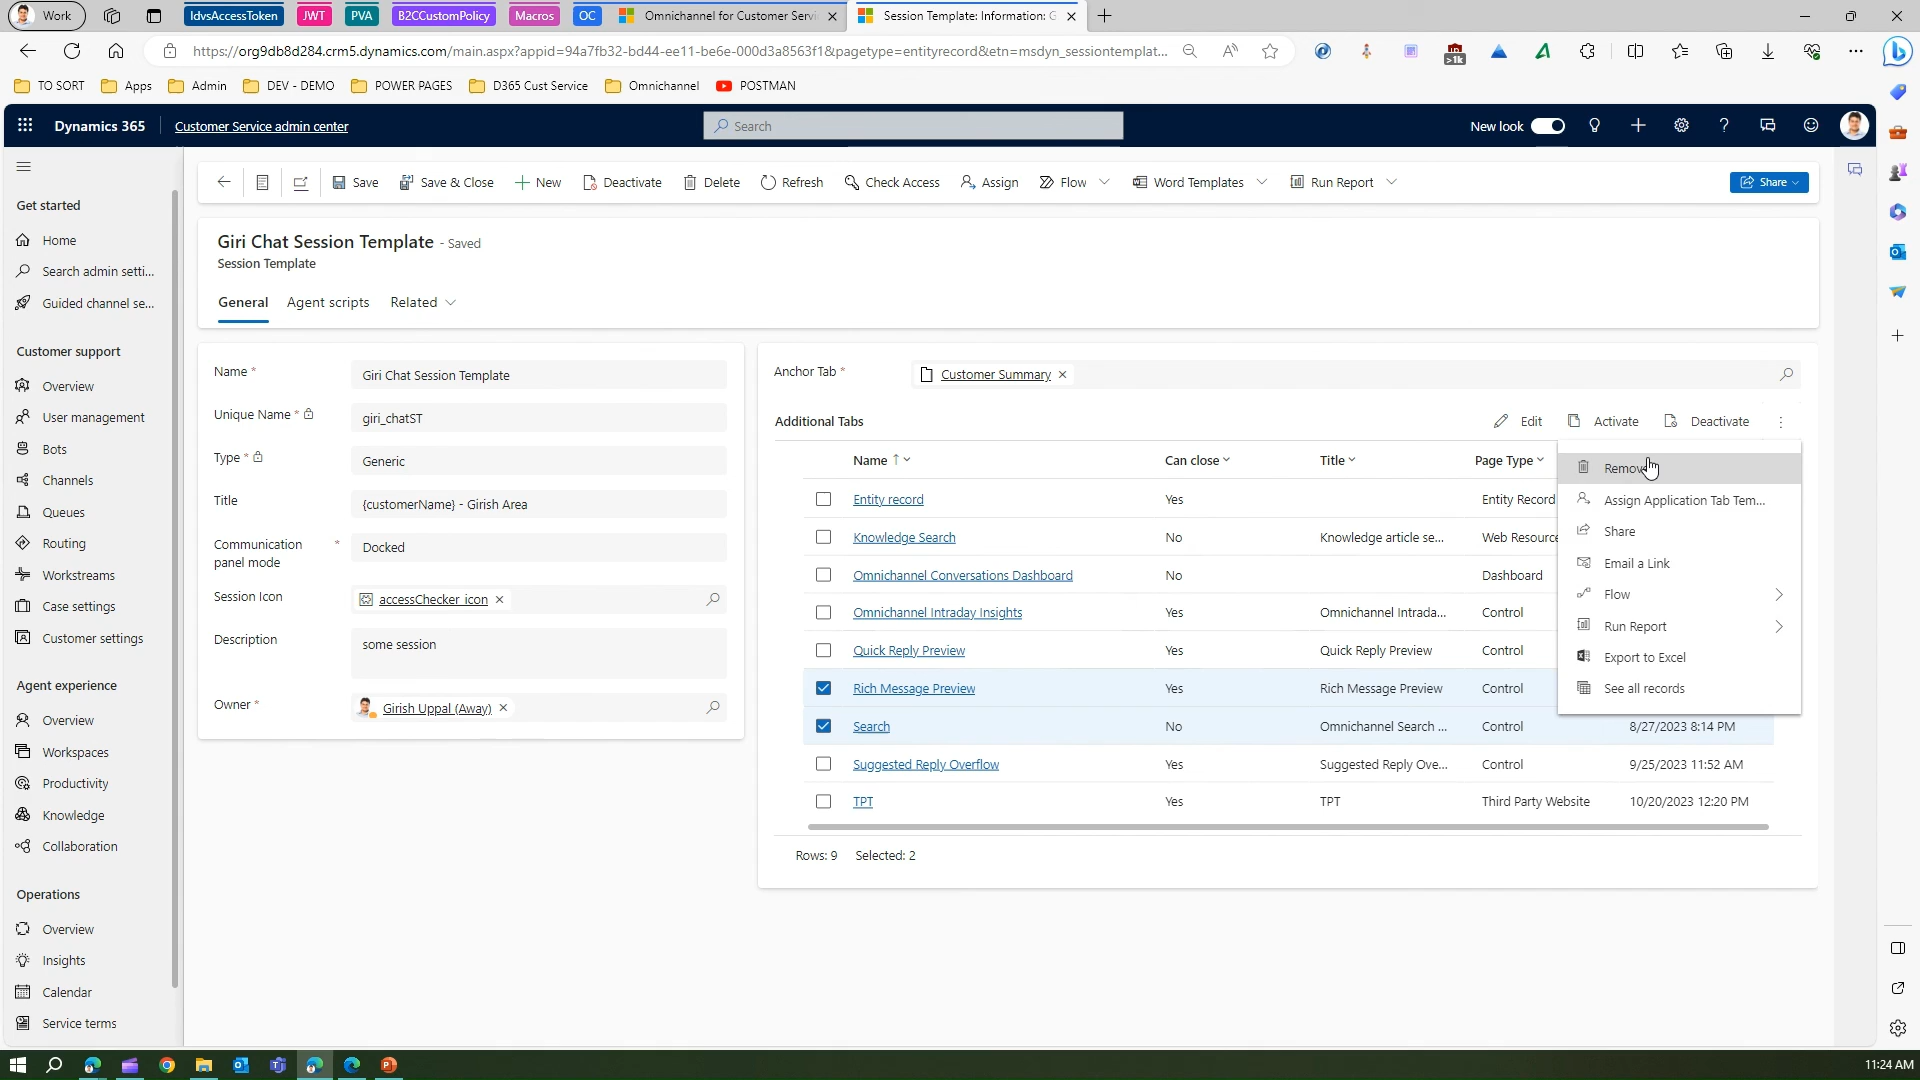 Work
IdvsAccessToken
JWT
PVA
B2CCustomPolicy
Macros
OC
Omnichannel for Customer Servi
Session Template: Information: G
https://org9db8d284.crm5.dynamics.com/main.aspx?appid=94a7fb32-bd44-ee11-be6e-000d3a8563f1&pagetype=entityrecord&etn=msdyn_sessiontemplat...
>1k
TO SORT
Apps
Admin
DEV - DEMO
POWER PAGES
D365 Cust Service
Omnichannel
POSTMAN
Dynamics 365
Customer Service admin center
Search
New look
Save
Save & Close
New
Deactivate
Delete
Refresh
Check Access
Assign
Flow
Word Templates
Run Report
Share
Get started
Home
Search admin setti...
Guided channel se...
Customer support
Overview
User management
Bots
Channels
Queues
Routing
Workstreams
Case settings
Customer settings
Agent experience
Overview
Workspaces
Productivity
Knowledge
Collaboration
Operations
Overview
Insights
Calendar
Service terms
Giri Chat Session Template - Saved
Session Template
General
Agent scripts
Related
Name *
Giri Chat Session Template
Unique Name *
giri_chatST
Type *
Generic
Title
{customerName} - Girish Area
Communication panel mode *
Docked
Session Icon
accessChecker icon
Description
some session
Owner *
Girish Uppal (Away)
Anchor Tab *
Customer Summary
Additional Tabs
Edit
Activate
Deactivate
Name
Can close
Title
Page Type
Entity record Yes Entity Record
Knowledge Search No Knowledge article se... Web Resource
Omnichannel Conversations Dashboard No Dashboard
Omnichannel Intraday Insights Yes Omnichannel Intrada... Control
Quick Reply Preview Yes Quick Reply Preview Control
Rich Message Preview Yes Rich Message Preview Control
Search No Omnichannel Search ... Control 8/27/2023 8:14 PM
Suggested Reply Overflow Yes Suggested Reply Ove... Control 9/25/2023 11:52 AM
TPT Yes TPT Third Party Website 10/20/2023 12:20 PM
Rows: 9 Selected: 2
Remove
Assign Application Tab Tem...
Share
Email a Link
Flow
Run Report
Export to Excel
See all records
11:24 AM